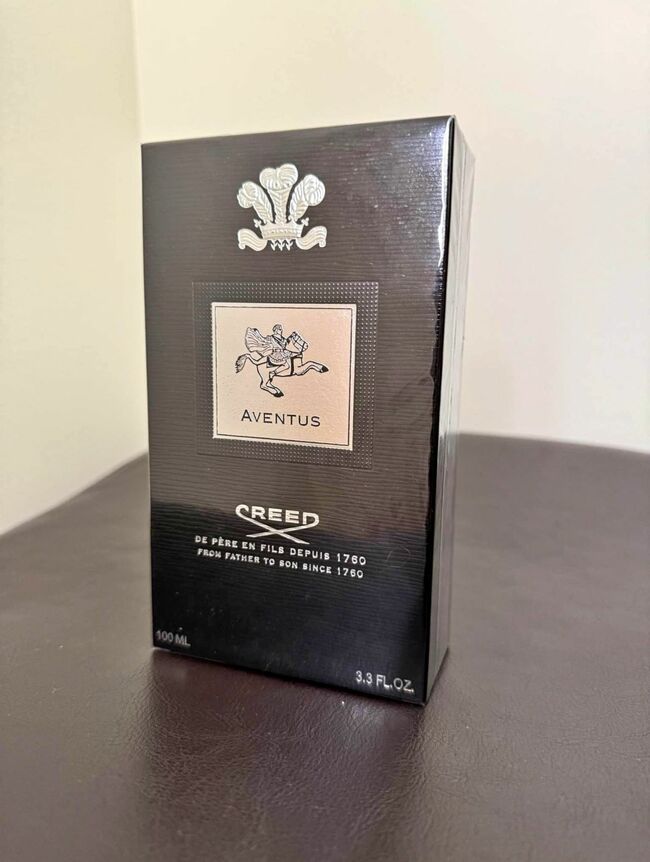 AVENTUS
CREED
DE PÈRE EN FILS DEPUIS 1760
FROM FATHER TO SON SINCE 1760
100 ML
3.3 FL.OZ.